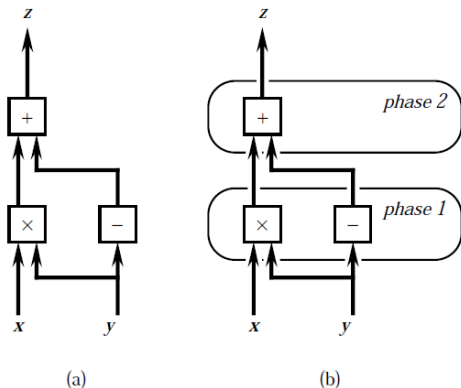 z z
phase 2
+ +
phase 1
× − × −
x y x y
(a) (b)